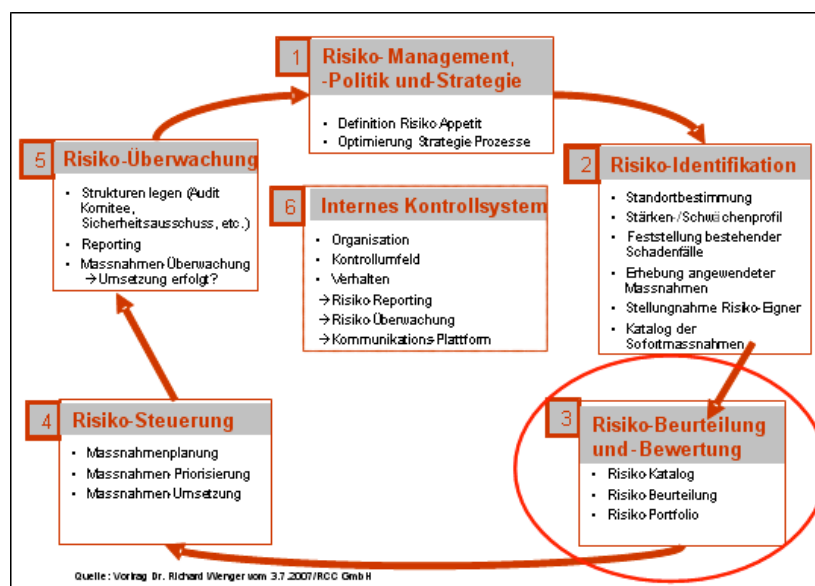 1
Risiko-Management,
-Politik und-Strategie
• Definition Risiko-Appetit
• Optimierung Strategie-Prozesse
2
Risiko-Identifikation
• Standortbestimmung
• Stärken-/Schwächenprofil
• Feststellung bestehender
Schadenfälle
• Erhebung angewendeter
Massnahmen
• Stellungnahme Risiko-Eigner
• Katalog der
Sofortmassnahmen
3
Risiko-Beurteilung
und -Bewertung
• Risiko-Katalog
• Risiko-Beurteilung
• Risiko-Portfolio
4
Risiko-Steuerung
• Massnahmenplanung
• Massnahmen-Priorisierung
• Massnahmen-Umsetzung
5
Risiko-Überwachung
• Strukturen legen (Audit
Komitee,
Sicherheitsausschuss, etc.)
• Reporting
• Massnahmen-Überwachung
→Umsetzung erfolgt?
6
Internes Kontrollsystem
• Organisation
• Kontrollumfeld
• Verhalten
→Risiko-Reporting
→Risiko-Überwachung
→Kommunikations-Plattform
Quelle: Vortrag Dr. Richard Wenger vom 3.7.2007/RCC GmbH